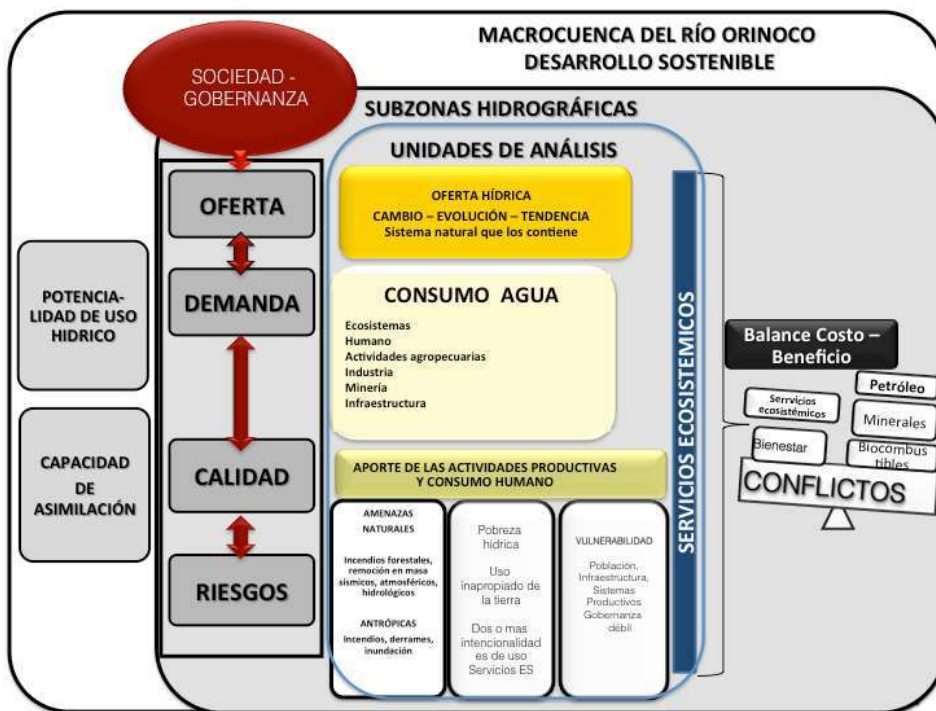 MACROCUENCA DEL RÍO ORINOCO
DESARROLLO SOSTENIBLE
SOCIEDAD -
GOBERNANZA
SUBZONAS HIDROGRÁFICAS
UNIDADES DE ANÁLISIS
OFERTA
OFERTA HÍDRICA
CAMBIO – EVOLUCIÓN – TENDENCIA
Sistema natural que los contiene
POTENCIA-
LIDAD DE USO
HIDRICO
DEMANDA
CONSUMO AGUA
Ecosistemas
Humano
Actividades agropecuarias
Industria
Minería
Infraestructura
CAPACIDAD
DE
ASIMILACIÓN
CALIDAD
APORTE DE LAS ACTIVIDADES PRODUCTIVAS
Y CONSUMO HUMANO
RIESGOS
AMENAZAS
NATURALES
Incendios forestales,
remoción en masa
sísmicos, atmosféricos,
hidrológicos
ANTRÓPICAS
Incendios, derrames,
inundación
Pobreza
hídrica
Uso
inapropiado de
la tierra
Dos o mas
intencionalidad
es de uso
Servicios ES
VULNERABILIDAD
Población,
Infraestructura,
Sistemas
Productivos
Gobernanza
débil
SERVICIOS ECOSISTEMICOS
Balance Costo –
Beneficio
Petróleo
Serrvicios
ecosistémicos
Minerales
Bienestar
Biocombus
tibles
CONFLICTOS